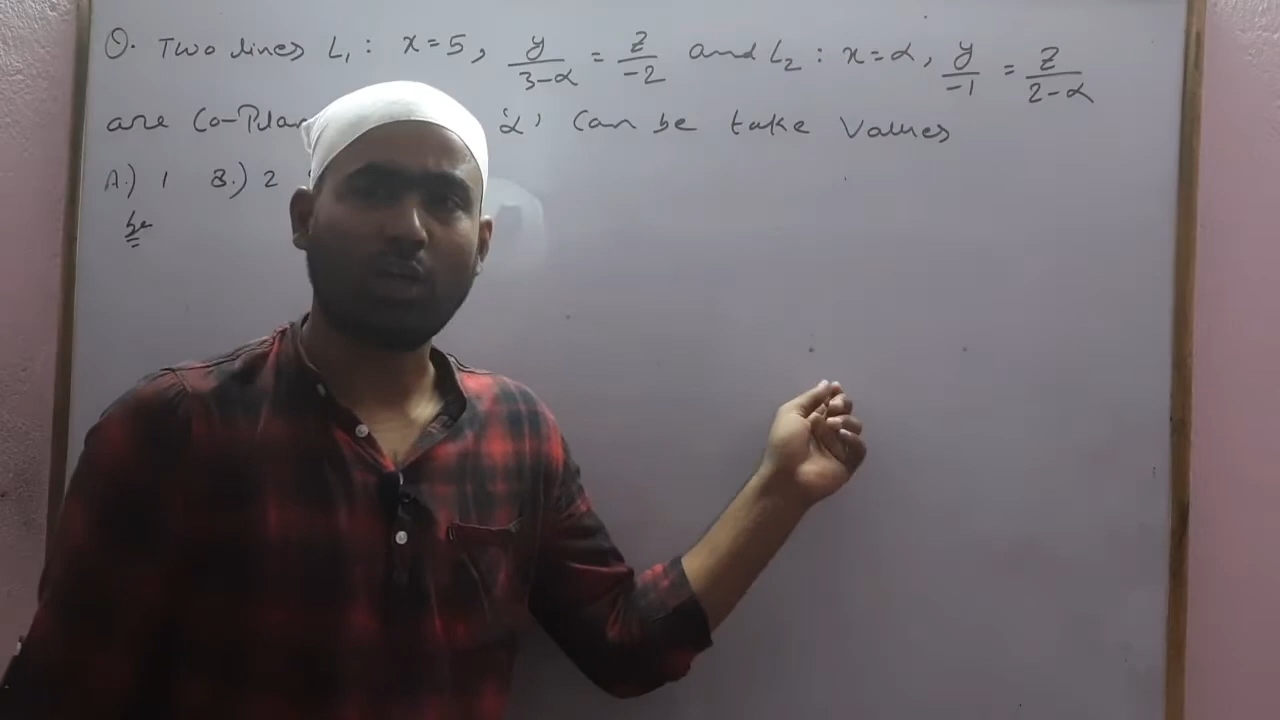 Q. Two lines L₁ : x = 5, y/(3-α) = z/(-2) and L₂ : x = α, y/(-1) = z/(2-α)
are Co-Plan 'α' can be take values
A.) 1 B.) 2